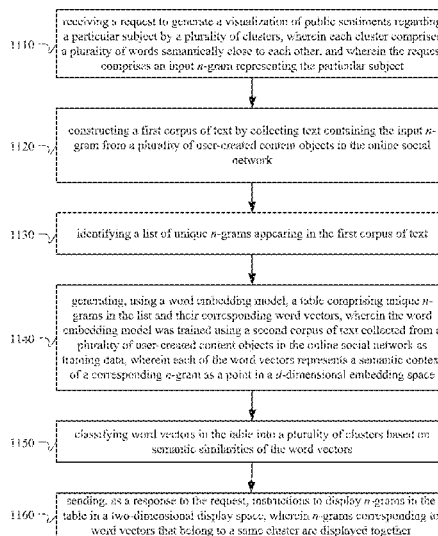 1110
receiving a request to generate a visualization of public sentiments regarding
a particular subject by a plurality of clusters, wherein each cluster comprises
a plurality of words semantically close to each other, and wherein the request
comprises an input n-gram representing the particular subject
1120
constructing a first corpus of text by collecting text containing the input n-
gram from a plurality of user-created content objects in the online social
network
1130
identifying a list of unique n-grams appearing in the first corpus of text
1140
generating, using a word embedding model, a table comprising unique n-
grams in the list and their corresponding word vectors, wherein the word
embedding model was trained using a second corpus of text collected from a
plurality of user-created content objects in the online social network as
training data, wherein each of the word vectors represents a semantic context
of a corresponding n-gram as a point in a d-dimensional embedding space
1150
classifying word vectors in the table into a plurality of clusters based on
semantic similarities of the word vectors
1160
sending, as a response to the request, instructions to display n-grams in the
table in a two-dimensional display space, wherein n-grams corresponding to
word vectors that belong to a same cluster are displayed together